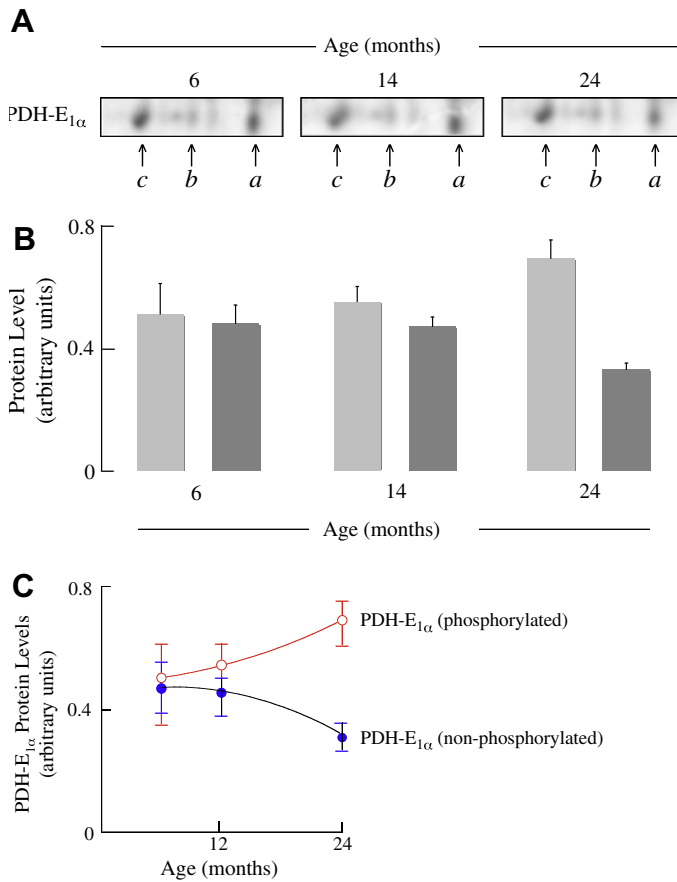 A
Age (months)
6 14 24
PDH-E1α
c b a c b a c b a
B
Protein Level
(arbitrary units)
0.8
0.4
0
6 14 24
Age (months)
C
PDH-E1α Protein Levels
(arbitrary units)
0.8
0.4
0
PDH-E1α (phosphorylated)
PDH-E1α (non-phosphorylated)
12 24
Age (months)